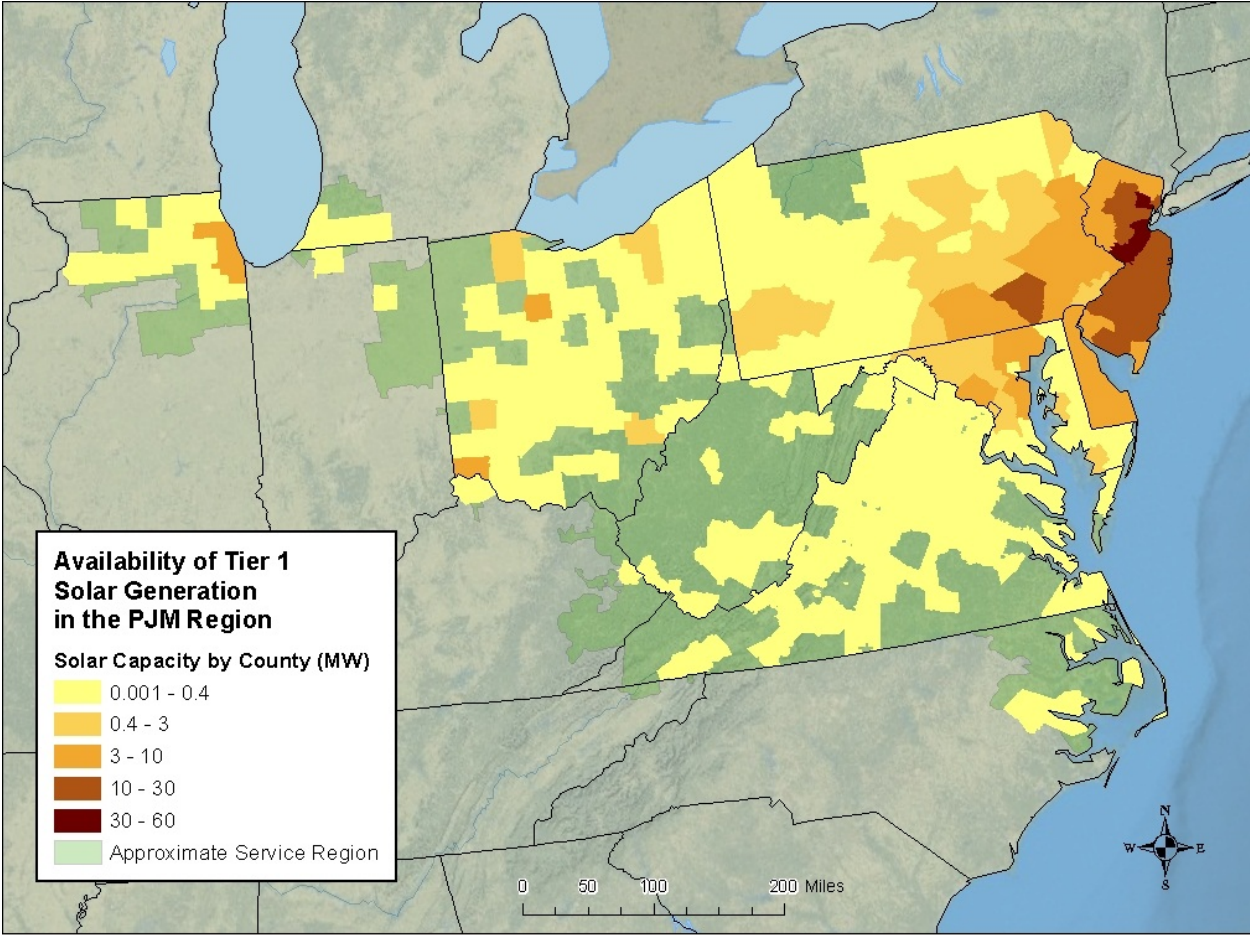 Availability of Tier 1
Solar Generation
in the PJM Region
Solar Capacity by County (MW)
0.001 - 0.4
0.4 - 3
3 - 10
10 - 30
30 - 60
Approximate Service Region
0 50 100 200 Miles
N
W E
S